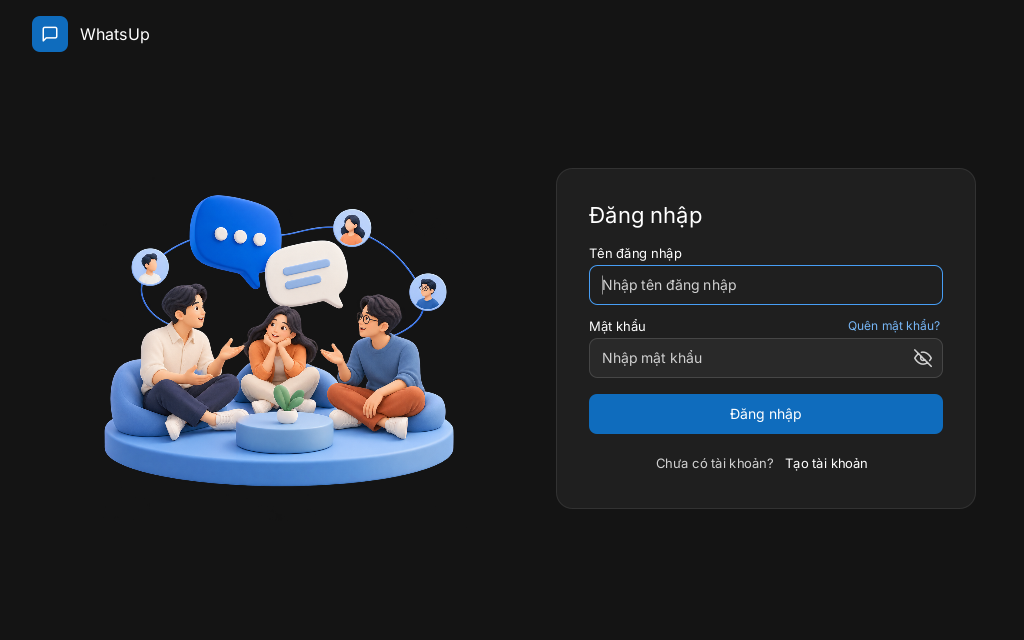 WhatsUp
Đăng nhập
Tên đăng nhập
Nhập tên đăng nhập
Mật khẩu
Quên mật khẩu?
Nhập mật khẩu
Đăng nhập
Chưa có tài khoản? Tạo tài khoản